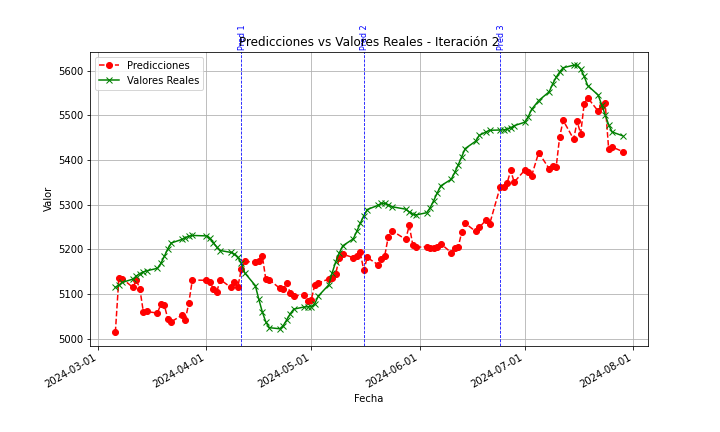 Predicciones vs Valores Reales - Iteración 2
Pred 1
Pred 2
Pred 3
Predicciones
Valores Reales
Valor
5600
5500
5400
5300
5200
5100
5000
2024-03-01
2024-04-01
2024-05-01
2024-06-01
2024-07-01
2024-08-01
Fecha